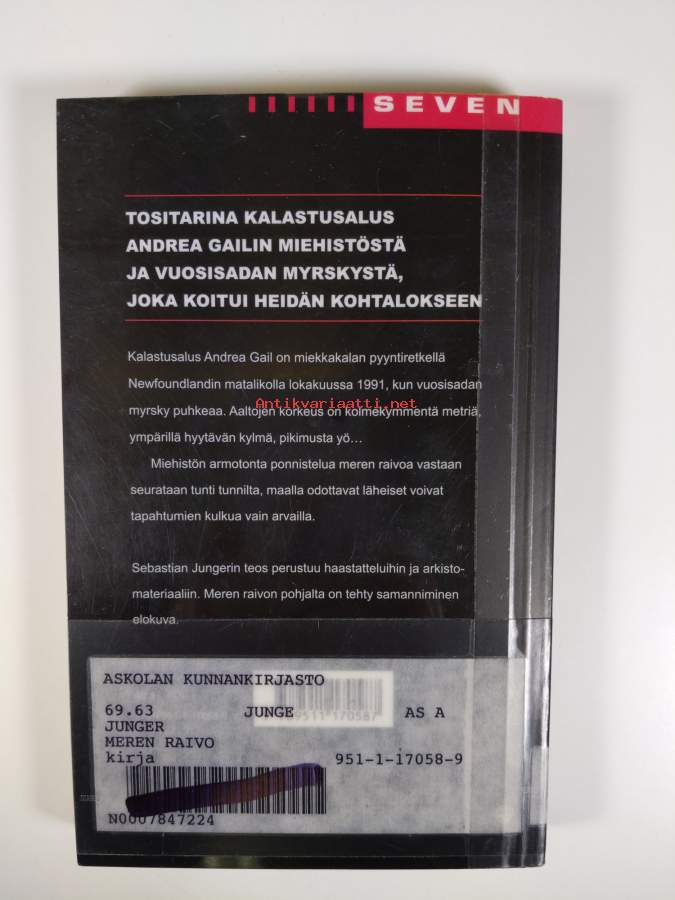 SEVEN
TOSITARINA KALASTUSALUS
ANDREA GAILIN MIEHISTÖSTÄ
JA VUOSISADAN MYRSKYSTÄ,
JOKA KOITUI HEIDÄN KOHTALOKSEEN
Kalastusalus Andrea Gail on miekkakalan pyyntiretkellä
Newfoundlandin matalikolla lokakuussa 1991, kun vuosisadan
Antikvariaatti.net
myrsky puhkeaa. Aaltojen korkeus on kolmekymmentä metriä,
ympärillä hyytävän kylmä, pikimusta yö…
Miehistön armotonta ponnistelua meren raivoa vastaan
seurataan tunti tunnilta, maalla odottavat läheiset voivat
tapahtumien kulkua vain arvailla.
Sebastian Jungerin teos perustuu haastatteluihin ja arkisto-
materiaaliin. Meren raivon pohjalta on tehty samanniminen
elokuva.
ASKOLAN KUNNANKIRJASTO
69.63 JUNGE AS A
JUNGER
MEREN RAIVO
kirja 951-1-17058-9
N0007847224